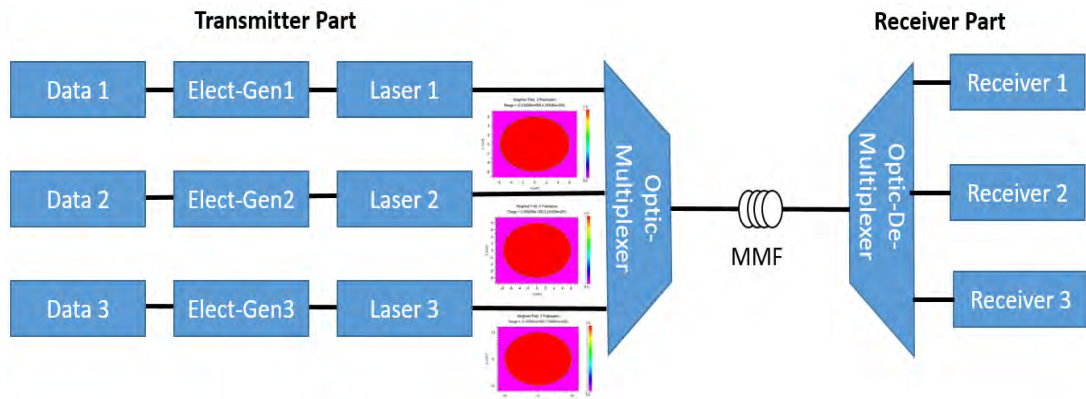 Transmitter Part
Receiver Part
Data 1
Elect-Gen1
Laser 1
Data 2
Elect-Gen2
Laser 2
Data 3
Elect-Gen3
Laser 3
Optic-
Multiplexer
MMF
Optic-De-
Multiplexer
Receiver 1
Receiver 2
Receiver 3